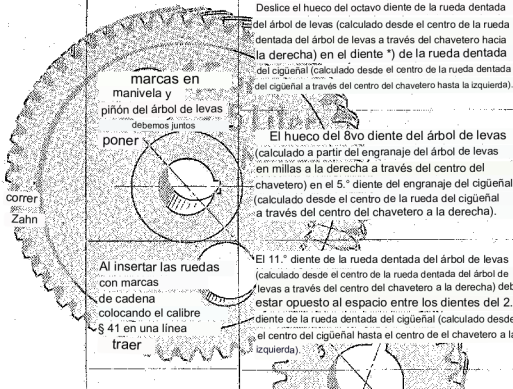 Deslice el hueco del octavo diente de la rueda dentada
del árbol de levas (calculado desde el centro de la rueda
dentada del árbol de levas a través del chavetero hacia
la derecha) en el diente *) de la rueda dentada
del cigüeñal (calculado desde el centro de la rueda dentada
del cigüeñal a través del centro del chavetero hasta la izquierda).
marcas en
manivela y
piñón del árbol de levas
debemos juntos
poner
El hueco del 8vo diente del árbol de levas
(calculado a partir del engranaje del árbol de levas
en millas a la derecha a través del centro del
chavetero) en el 5.° diente del engranaje del cigüeñal
(calculado desde el centro de la rueda del cigüeñal
a través del centro del chavetero a la derecha).
correr
Zahn
Al insertar las ruedas
con marcas
de cadena
colocando el calibre
§ 41 en una línea
traer
El 11.° diente de la rueda dentada del árbol de levas
(calculado desde el centro de la rueda dentada del árbol de
levas a través del centro del chavetero a la derecha) deb
estar opuesto al espacio entre los dientes del 2.
diente de la rueda dentada del cigüeñal (calculado desde
el centro del cigüeñal hasta el centro de el chavetero a la
izquierda).
3